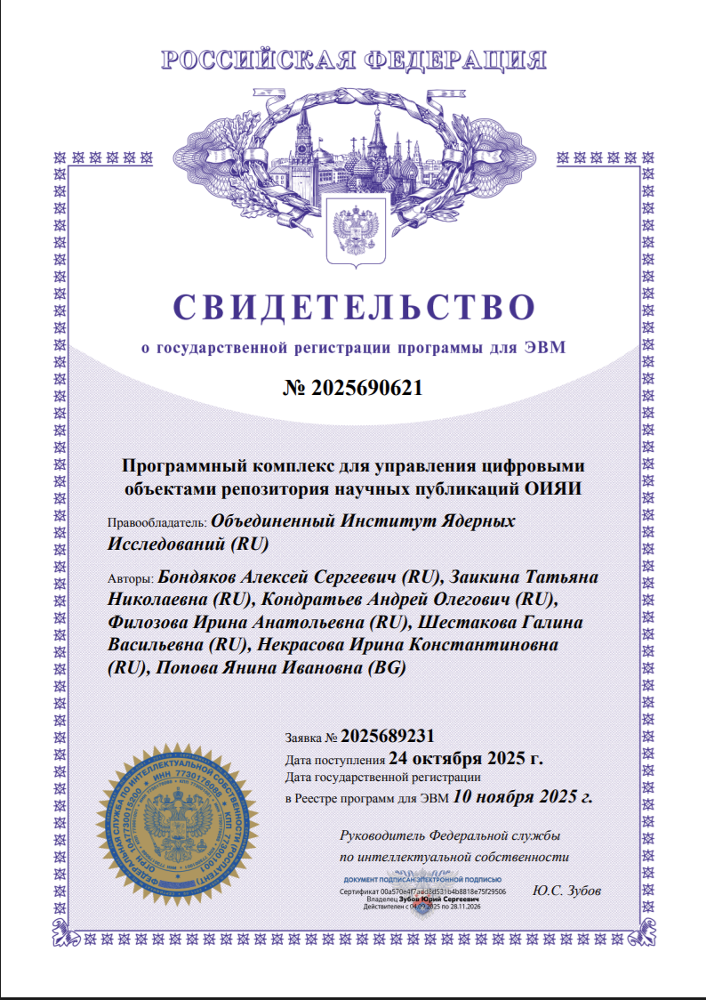 РОССИЙСКАЯ ФЕДЕРАЦИЯ
СВИДЕТЕЛЬСТВО
о государственной регистрации программы для ЭВМ
№ 2025690621
Программный комплекс для управления цифровыми
объектами репозитория научных публикаций ОИЯИ
Правообладатель: Объединенный Институт Ядерных
Исследований (RU)
Авторы: Бондяков Алексей Сергеевич (RU), Заикина Татьяна
Николаевна (RU), Кондратьев Андрей Олегович (RU),
Филозова Ирина Анатольевна (RU), Шестакова Галина
Васильевна (RU), Некрасова Ирина Константиновна
(RU), Попова Янина Ивановна (BG)
Заявка № 2025689231
Дата поступления 24 октября 2025 г.
Дата государственной регистрации
в Реестре программ для ЭВМ 10 ноября 2025 г.
Руководитель Федеральной службы
по интеллектуальной собственности
ДОКУМЕНТ ПОДПИСАН ЭЛЕКТРОННОЙ ПОДПИСЬЮ
Сертификат
Владелец Зубов Юрий Сергеевич
Действителен с 04.09.2025 по 28.11.2026
Ю.С. Зубов
ФЕДЕРАЛЬНАЯ СЛУЖБА ПО ИНТЕЛЛЕКТУАЛЬНОЙ СОБСТВЕННОСТИ (РОСПАТЕНТ)
ОГРН 1047730015200 * ИНН 7730176088 * КПП 773001001